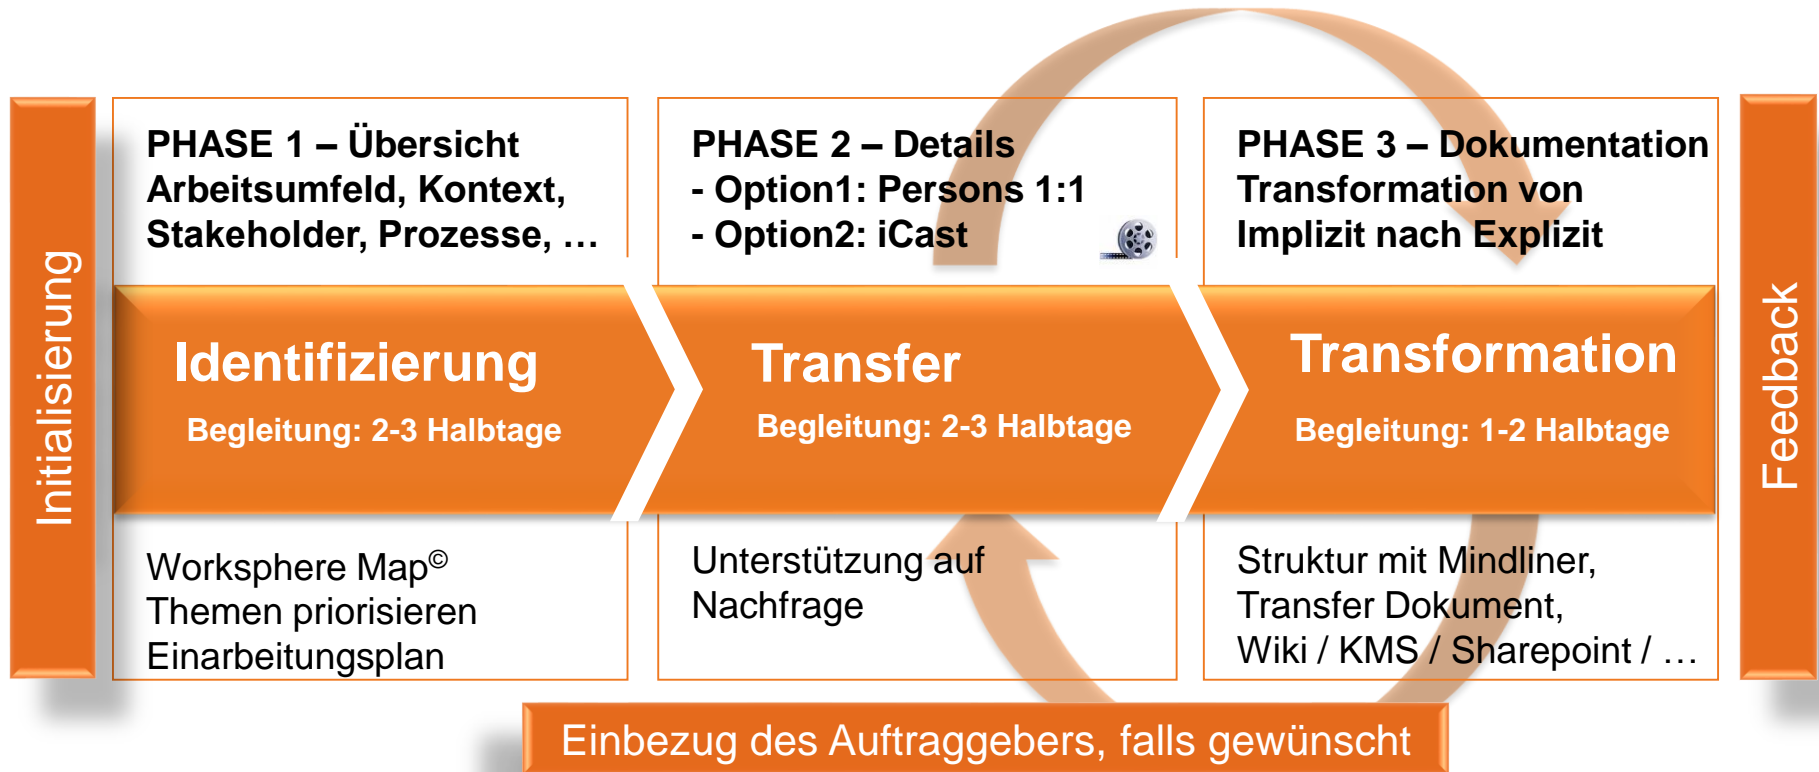 Initialisierung
PHASE 1 – Übersicht
Arbeitsumfeld, Kontext,
Stakeholder, Prozesse, …
Identifizierung
Begleitung: 2-3 Halbtage
Worksphere Map©
Themen priorisieren
Einarbeitungsplan
PHASE 2 – Details
- Option1: Persons 1:1
- Option2: iCast
Transfer
Begleitung: 2-3 Halbtage
Unterstützung auf
Nachfrage
PHASE 3 – Dokumentation
Transformation von
Implizit nach Explizit
Transformation
Begleitung: 1-2 Halbtage
Struktur mit Mindliner,
Transfer Dokument,
Wiki / KMS / Sharepoint / …
Feedback
Einbezug des Auftraggebers, falls gewünscht